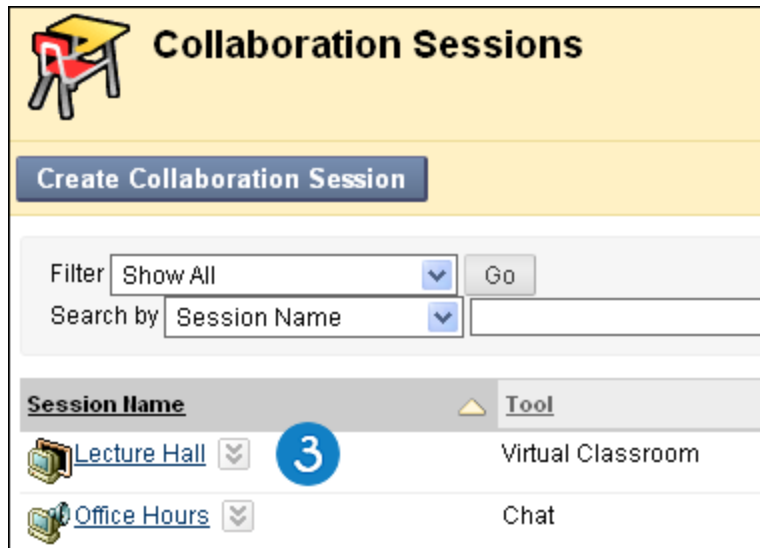 Collaboration Sessions
Create Collaboration Session
Filter Show All Go
Search by Session Name
Session Name Tool
Lecture Hall 3 Virtual Classroom
Office Hours Chat